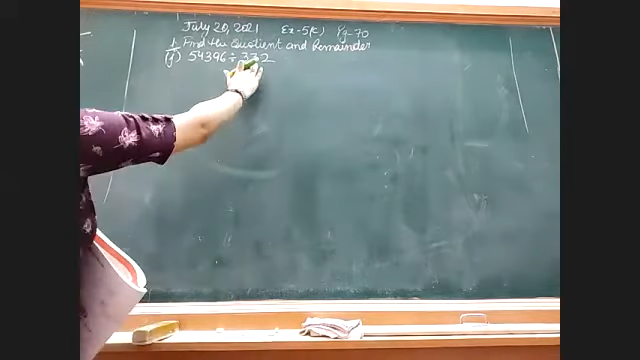 July 20, 2021 Ex-5(C) Pg-70
1. Find the Quotient and Remainder
(j) 54396 ÷ 332